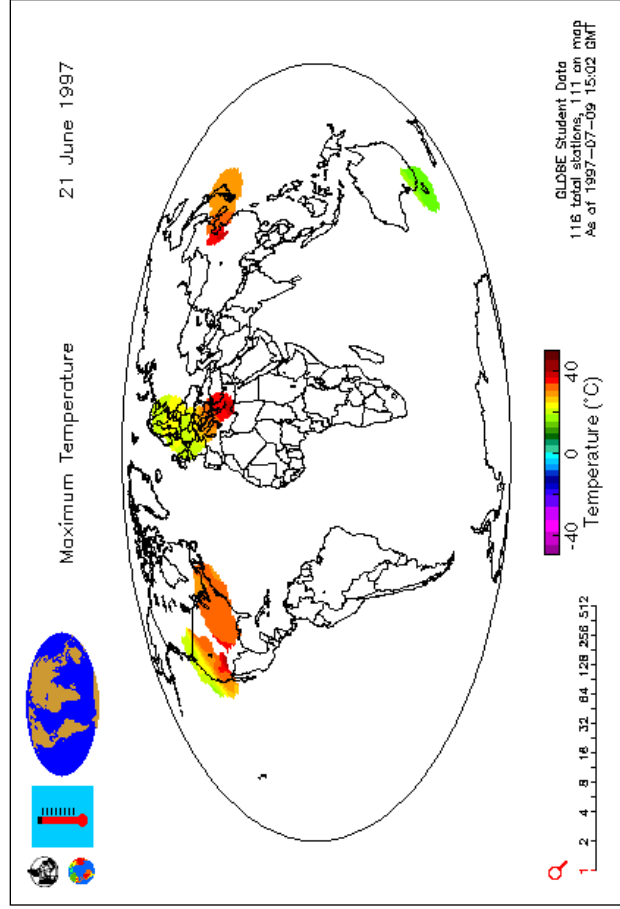 Maximum Temperature
21 June 1997
1 2 4 8 16 32 64 128 256 512
-40 0 40
Temperature (°C)
GLOBE Student Data
116 total stations, 111 on map
As of 1997-07-09 15:02 GMT